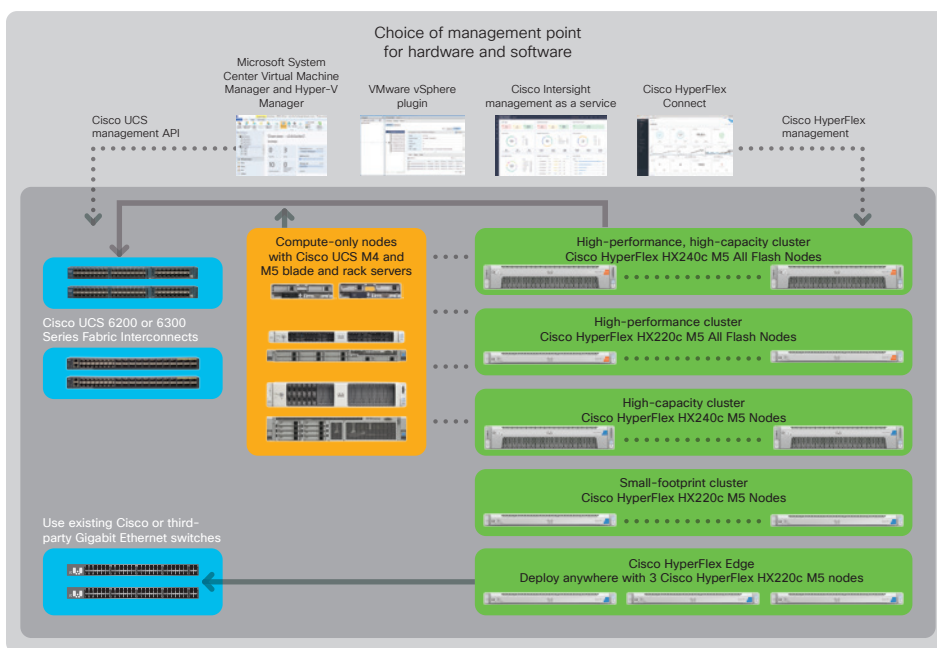 Choice of management point
for hardware and software
Microsoft System
Center Virtual Machine
Manager and Hyper-V
Manager
VMware vSphere
plugin
Cisco Intersight
management as a service
Cisco HyperFlex
Connect
Cisco UCS
management API
Cisco HyperFlex
management
Compute-only nodes
with Cisco UCS M4 and
M5 blade and rack servers
High-performance, high-capacity cluster
Cisco HyperFlex HX240c M5 All Flash Nodes
Cisco UCS 6200 or 6300
Series Fabric Interconnects
High-performance cluster
Cisco HyperFlex HX220c M5 All Flash Nodes
High-capacity cluster
Cisco HyperFlex HX240c M5 Nodes
Small-footprint cluster
Cisco HyperFlex HX220c M5 Nodes
Use existing Cisco or third-
party Gigabit Ethernet switches
Cisco HyperFlex Edge
Deploy anywhere with 3 Cisco HyperFlex HX220c M5 nodes